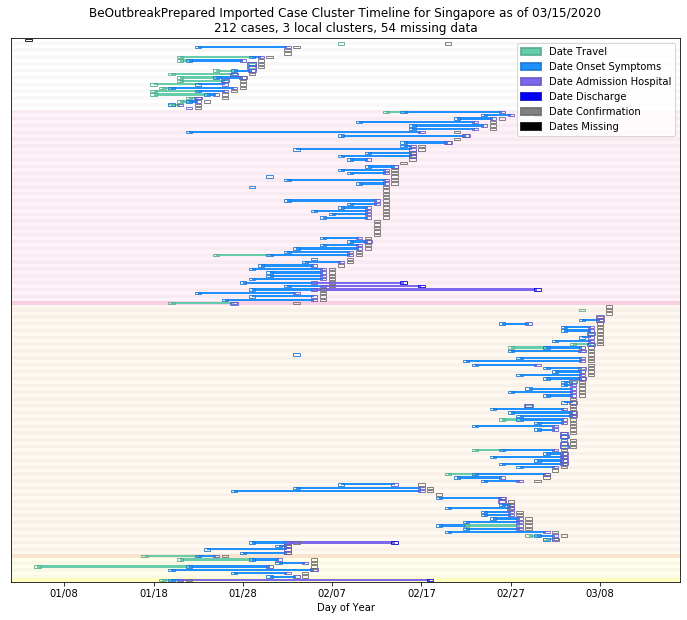 BeOutbreakPrepared Imported Case Cluster Timeline for Singapore as of 03/15/2020
212 cases, 3 local clusters, 54 missing data
Date Travel
Date Onset Symptoms
Date Admission Hospital
Date Discharge
Date Confirmation
Dates Missing
01/08 01/18 01/28 02/07 02/17 02/27 03/08
Day of Year